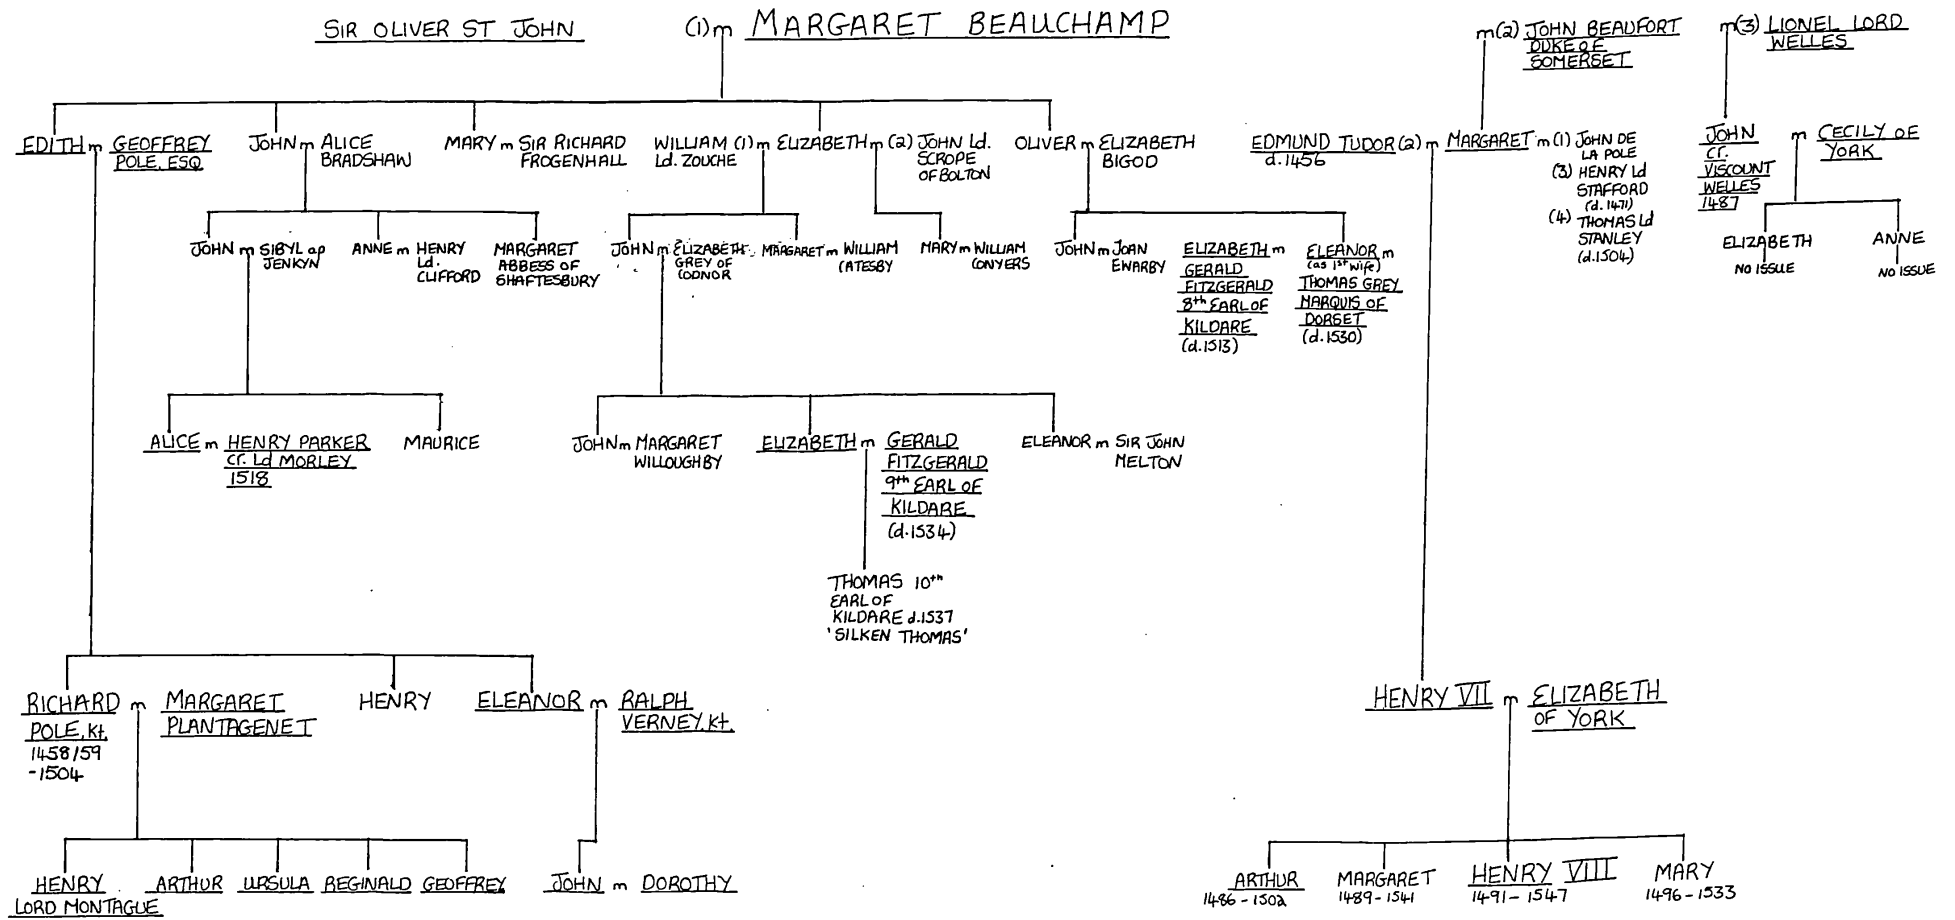 SIR OLIVER ST JOHN (1) m MARGARET BEAUCHAMP
m (2) JOHN BEAUFORT
DUKE OF
SOMERSET
m (3) LIONEL LORD
WELLES
EDITH m GEOFFREY
POLE, ESQ
JOHN m ALICE
BRADSHAW
MARY m SIR RICHARD
FROGENHALL
WILLIAM (1) m ELIZABETH m (2) JOHN Ld.
Ld. ZOUCHE
SCROPE
OF BOLTON
OLIVER m ELIZABETH
BIGOD
EDMUND TUDOR (2) m MARGARET m (1) JOHN DE
d.1456
LA POLE
(3) HENRY Ld
STAFFORD
(d.1471)
(4) THOMAS Ld
STANLEY
(d.1504)
JOHN m CECILY OF
YORK
cr.
VISCOUNT
WELLES
1487
JOHN m SIBYL ap
JENKYN
ANNE m HENRY
Ld.
CLIFFORD
MARGARET
ABBESS OF
SHAFTESBURY
JOHN m ELIZABETH
GREY OF
CODNOR
MARGARET m WILLIAM
CATESBY
MARY m WILLIAM
CONYERS
JOHN m JOAN
EWARBY
ELIZABETH m
GERALD
FITZGERALD
8th EARL OF
KILDARE
(d.1513)
ELEANOR m
(as 1st wife)
THOMAS GREY
MARQUIS OF
DORSET
(d.1530)
ELIZABETH
NO ISSUE
ANNE
NO ISSUE
ALICE m HENRY PARKER
cr. Ld MORLEY
1518
MAURICE
JOHN m MARGARET
WILLOUGHBY
ELIZABETH m GERALD
FITZGERALD
9th EARL OF
KILDARE
(d.1534)
ELEANOR m SIR JOHN
MELTON
THOMAS 10th
EARL OF
KILDARE d.1537
'SILKEN THOMAS'
RICHARD m MARGARET
PLANTAGENET
POLE, Kt.
1458/59
-1504
HENRY
ELEANOR m RALPH
VERNEY, Kt.
HENRY VII m ELIZABETH
OF YORK
HENRY
LORD MONTAGUE
ARTHUR
URSULA
REGINALD
GEOFFREY
JOHN m DOROTHY
ARTHUR
1486-1502
MARGARET
1489-1541
HENRY VIII
1491-1547
MARY
1496-1533